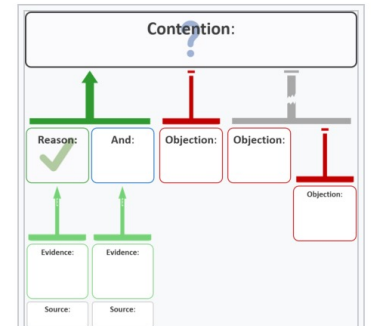 Contention:
?
Reason:
And:
Objection:
Objection:
Objection:
Evidence:
Evidence:
Source:
Source: